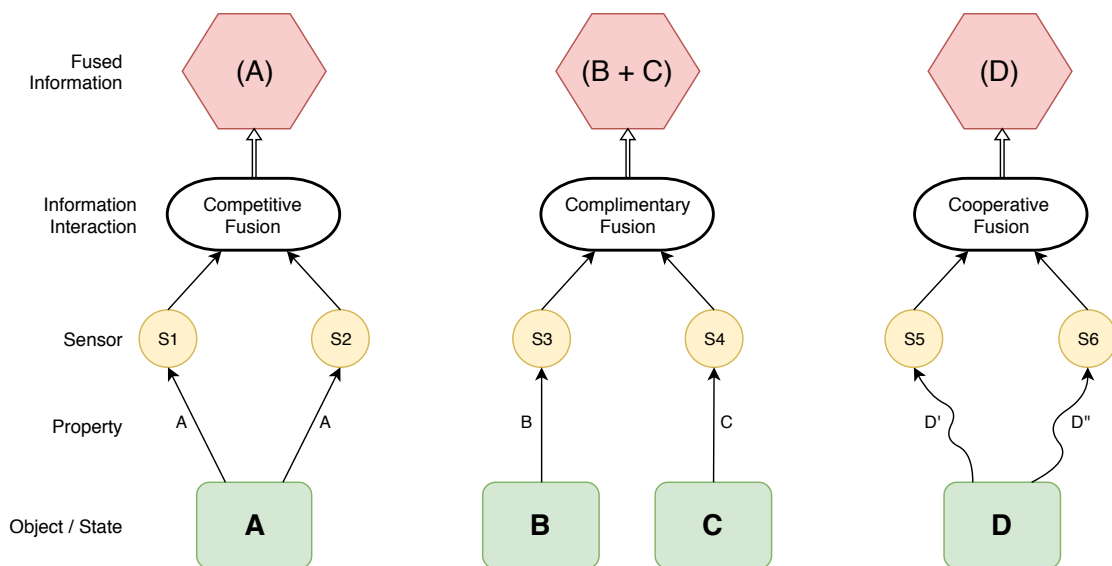 Fused
Information
(A)
(B + C)
(D)
Information
Interaction
Competitive
Fusion
Complimentary
Fusion
Cooperative
Fusion
Sensor
S1
S2
S3
S4
S5
S6
Property
A
A
B
C
D'
D"
Object / State
A
B
C
D